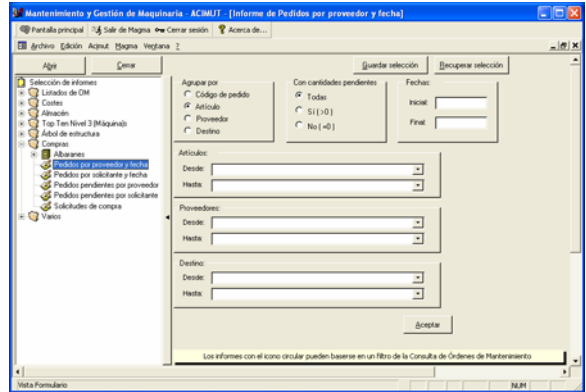 Mantenimiento y Gestión de Maquinaria - ACIMUT - [Informe de Pedidos por proveedor y fecha]
Pantalla principal Salir de Magma Cerrar sesión Acerca de...
Archivo Edición Acimut Magma Ventana ?
Abrir Cerrar Guardar selección Recuperar selección
Selección de informes
Listados de OM
Costes
Almacén
Top Ten Nivel 3 (Máquina)s
Árbol de estructura
Compras
Albaranes
Pedidos por proveedor y fecha
Pedidos por solicitante y fecha
Pedidos pendientes por proveedor
Pedidos pendientes por solicitante
Solicitudes de compra
Varios
Agrupar por
Código de pedido
Artículo
Proveedor
Destino
Con cantidades pendientes
Todas
Sí (>0)
No (=0)
Fechas:
Inicial:
Final:
Artículos:
Desde:
Hasta:
Proveedores:
Desde:
Hasta:
Destino:
Desde:
Hasta:
Aceptar
Los informes con el icono circular pueden baserse en un filtro de la Consulta de Órdenes de Mantenimiento
Vista Formulario NUM